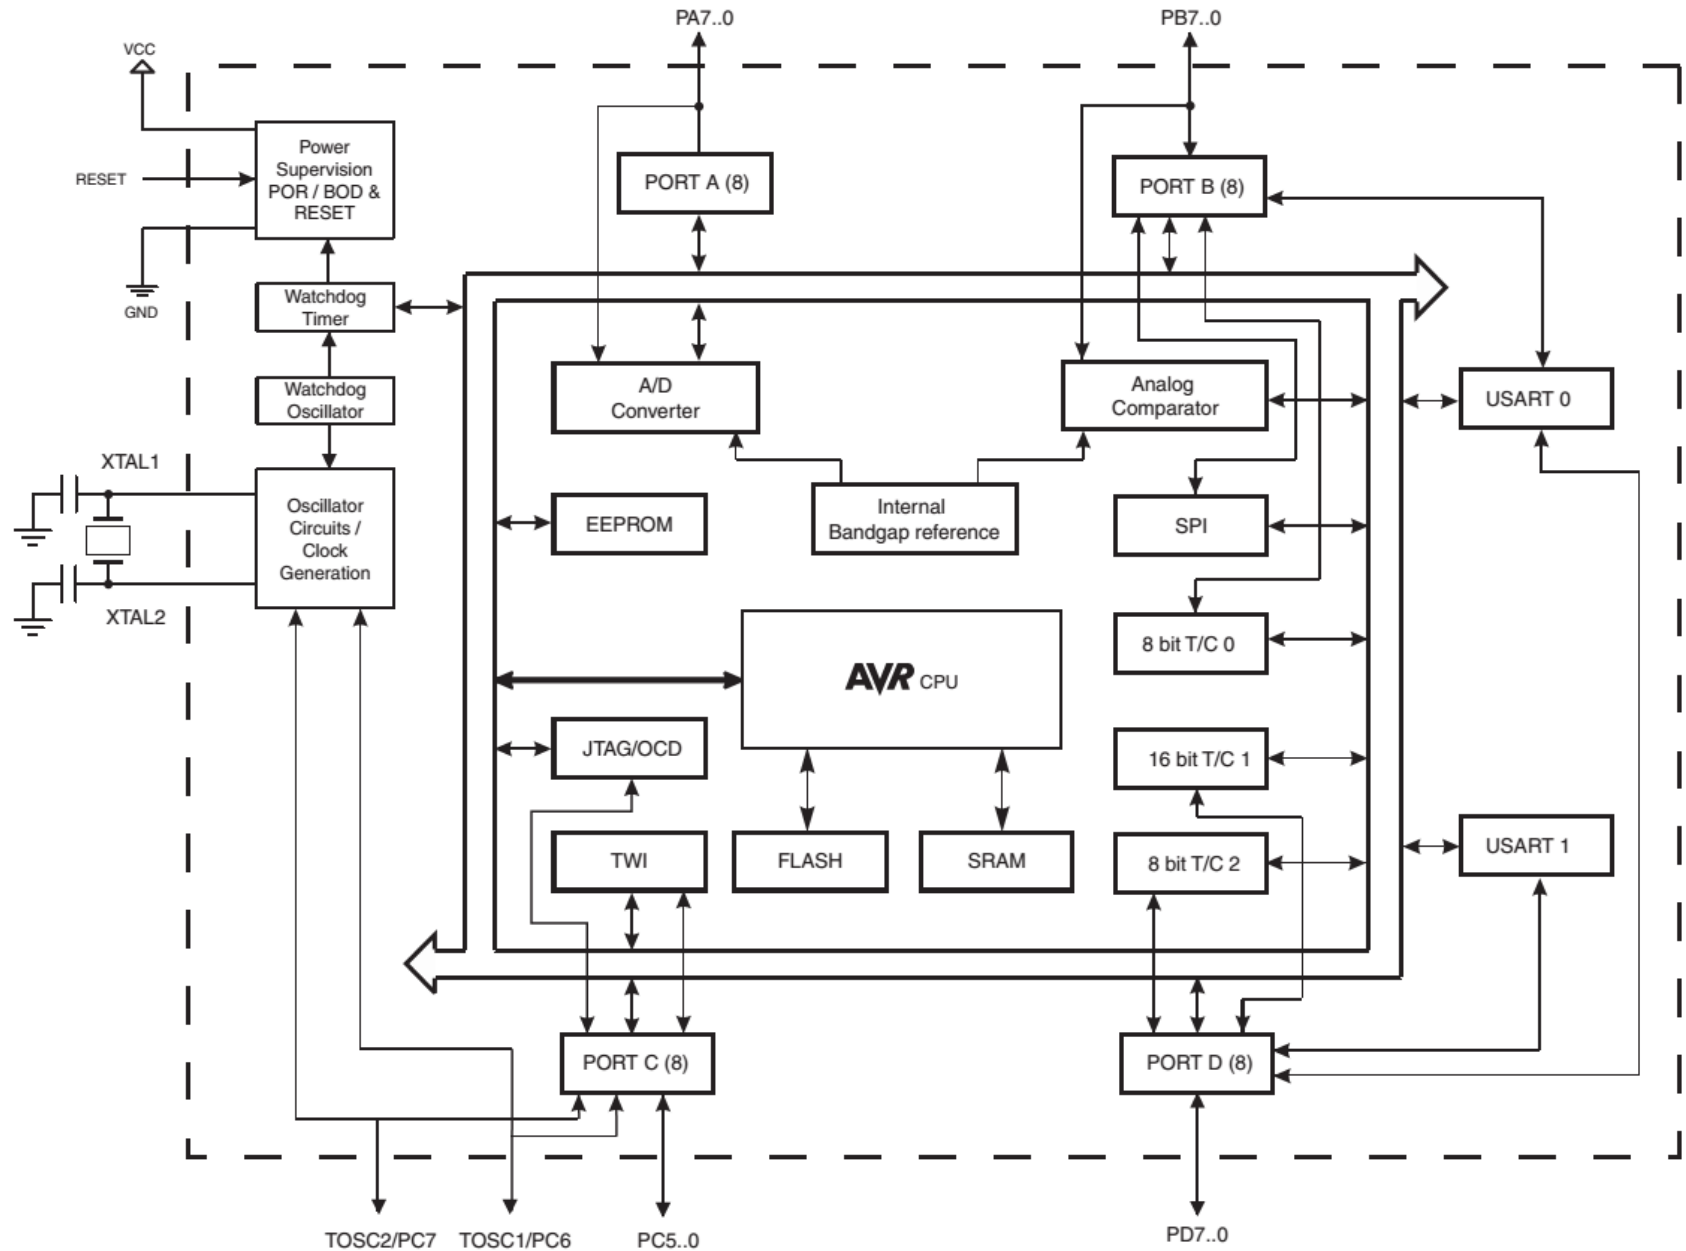 PA7..0
PB7..0
VCC
Power
Supervision
POR / BOD &
RESET
PORT A (8)
PORT B (8)
RESET
Watchdog
Timer
GND
A/D
Converter
Analog
Comparator
USART 0
Watchdog
Oscillator
XTAL1
Oscillator
Circuits /
Clock
Generation
EEPROM
Internal
Bandgap reference
SPI
XTAL2
8 bit T/C 0
AVR CPU
JTAG/OCD
16 bit T/C 1
TWI
FLASH
SRAM
8 bit T/C 2
USART 1
PORT C (8)
PORT D (8)
TOSC2/PC7
TOSC1/PC6
PC5..0
PD7..0